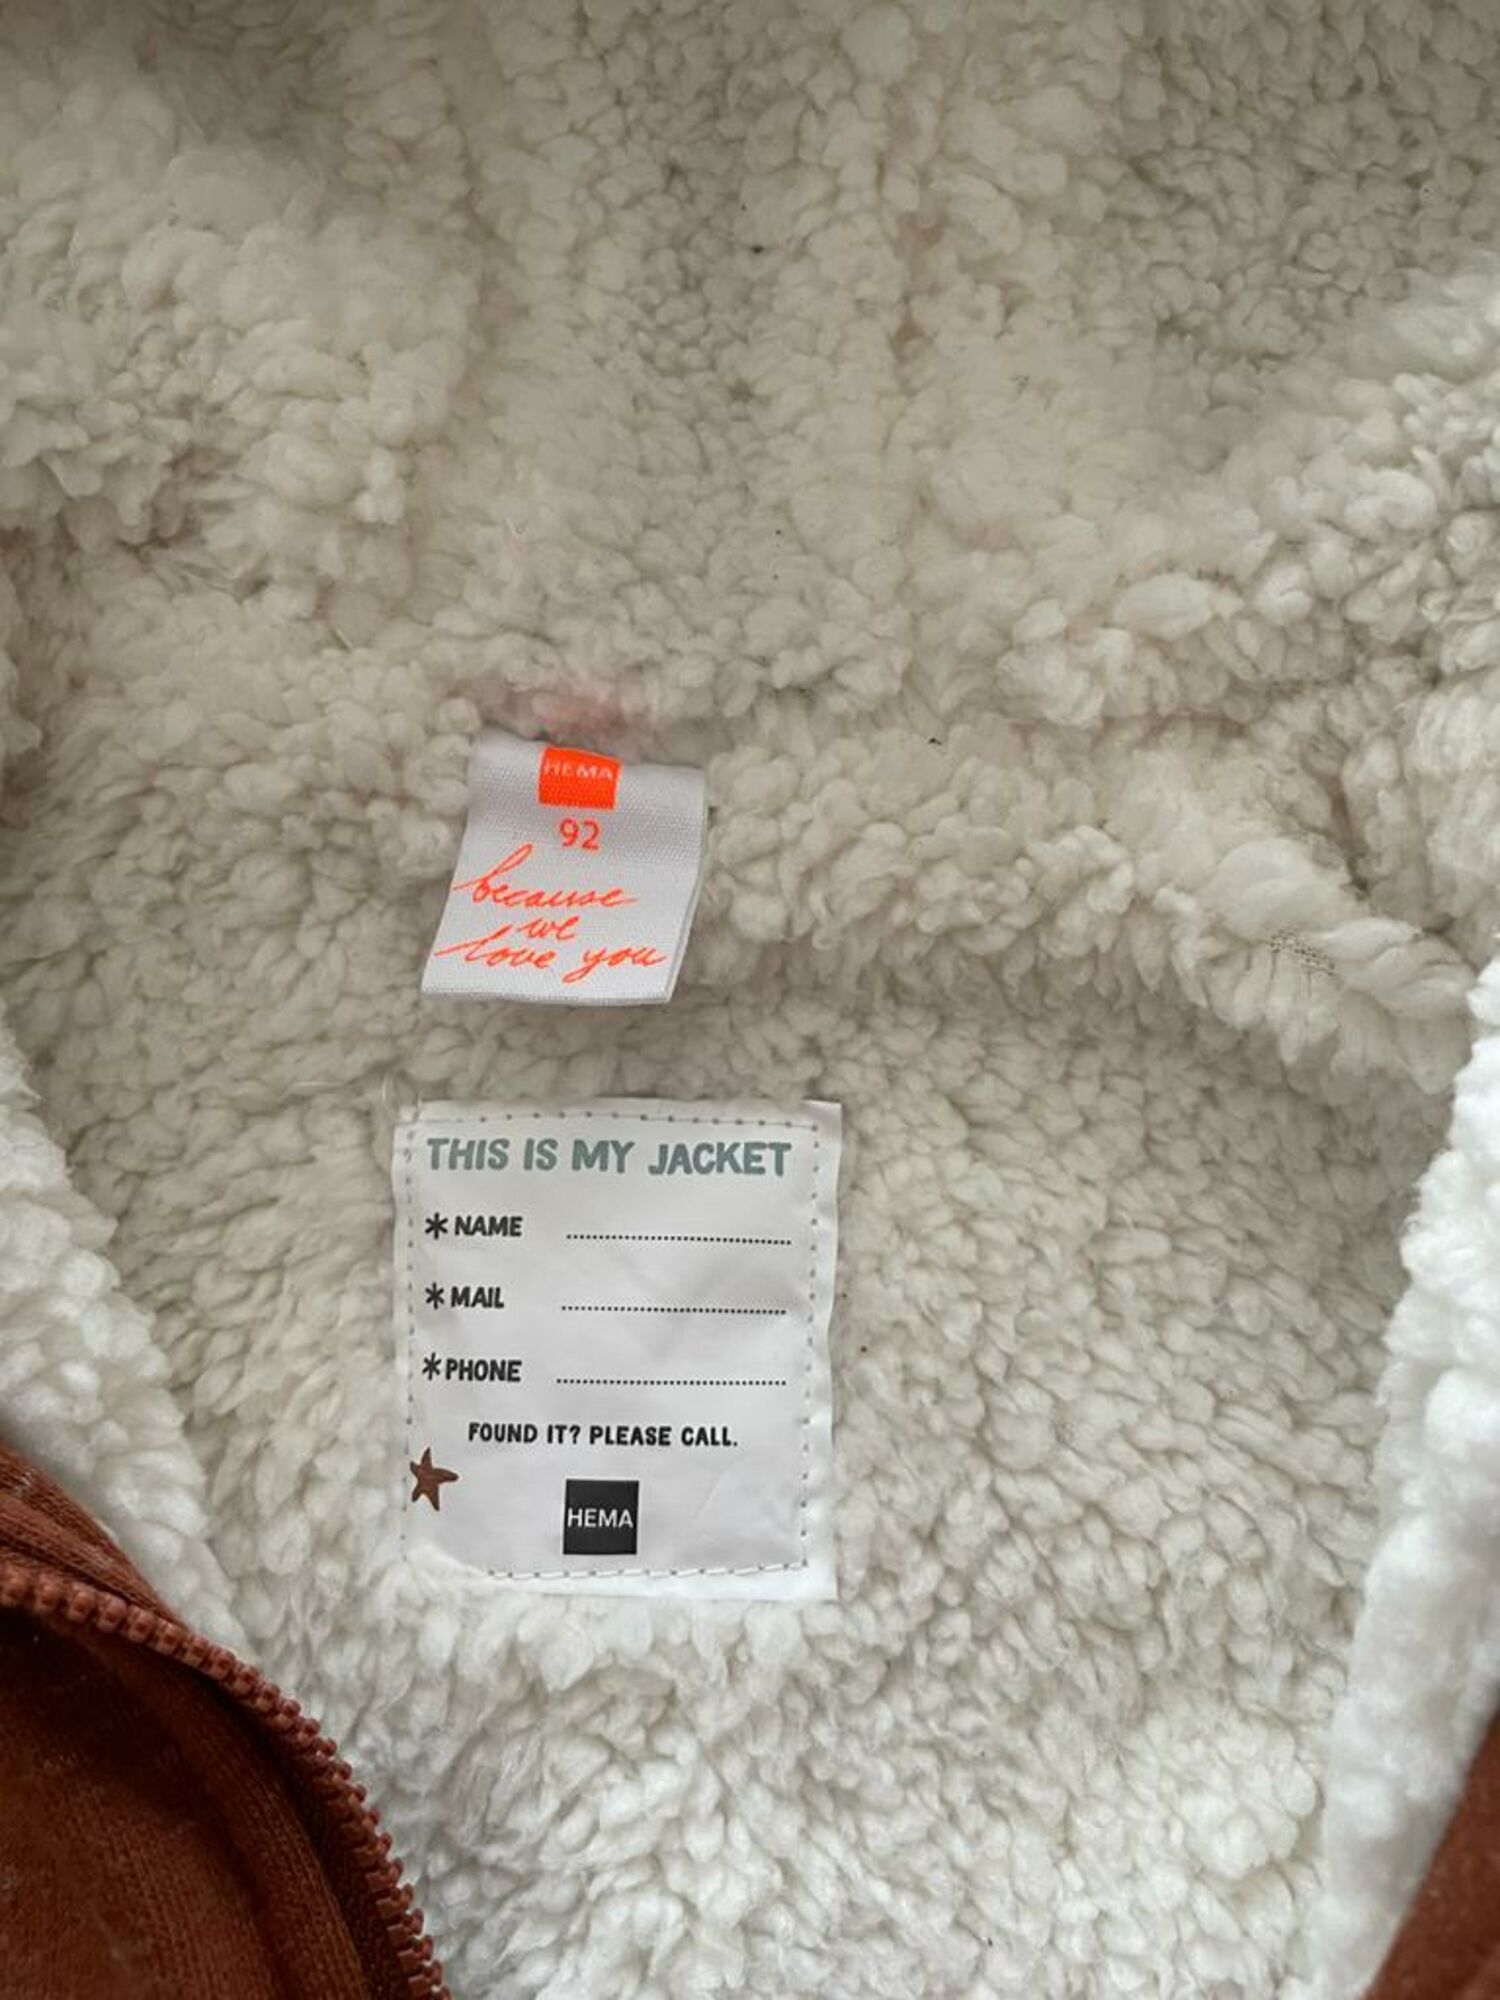 HEMA
92
because
we
love you
THIS IS MY JACKET
* NAME ....................
* MAIL ....................
* PHONE ....................
FOUND IT? PLEASE CALL.
HEMA